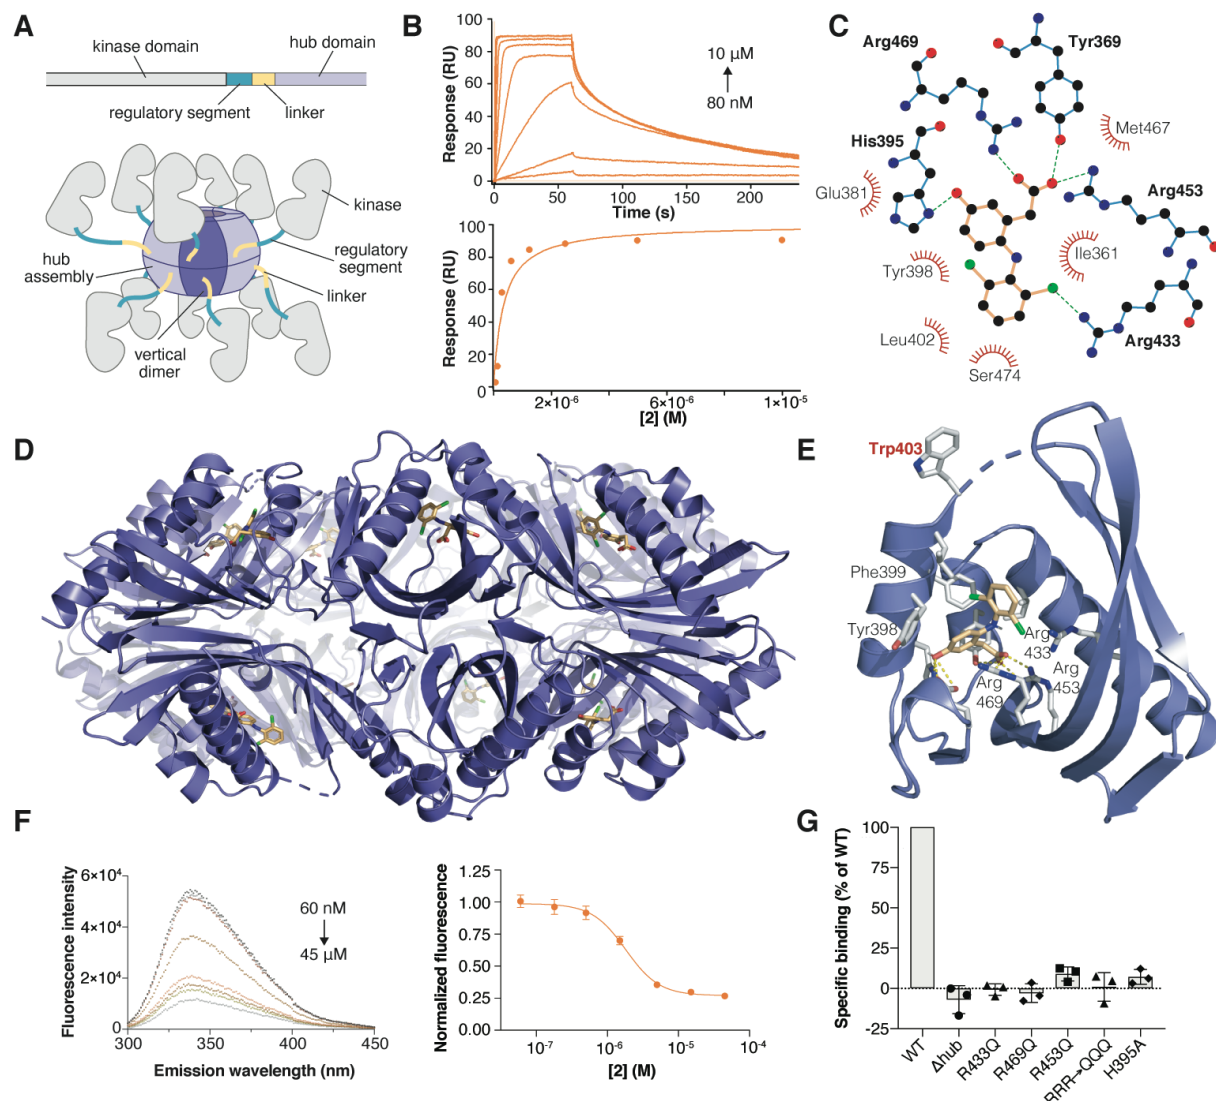 A
kinase domain
hub domain
regulatory segment
linker
kinase
hub
assembly
regulatory
segment
linker
vertical
dimer
B
Response (RU)
100
80
60
40
20
0
10 µM
80 nM
0
50
100
150
200
Time (s)
Response (RU)
100
80
60
40
20
0
2×10-6
6×10-6
1×10-5
[2] (M)
C
Arg469
Tyr369
His395
Met467
Glu381
Arg453
Tyr398
Ile361
Leu402
Arg433
Ser474
D
E
Trp403
Phe399
Tyr398
Arg
433
Arg
453
Arg
469
F
Fluorescence intensity
6×10⁴
4×10⁴
2×10⁴
0
60 nM
45 µM
300
350
400
450
Emission wavelength (nm)
Normalized fluorescence
1.25
1.00
0.75
0.50
0.25
0.00
10-7
10-6
10-5
10-4
[2] (M)
G
Specific binding (% of WT)
100
75
50
25
0
-25
WT
Δhub
R433Q
R469Q
R453Q
RRR→QQQ
H395A